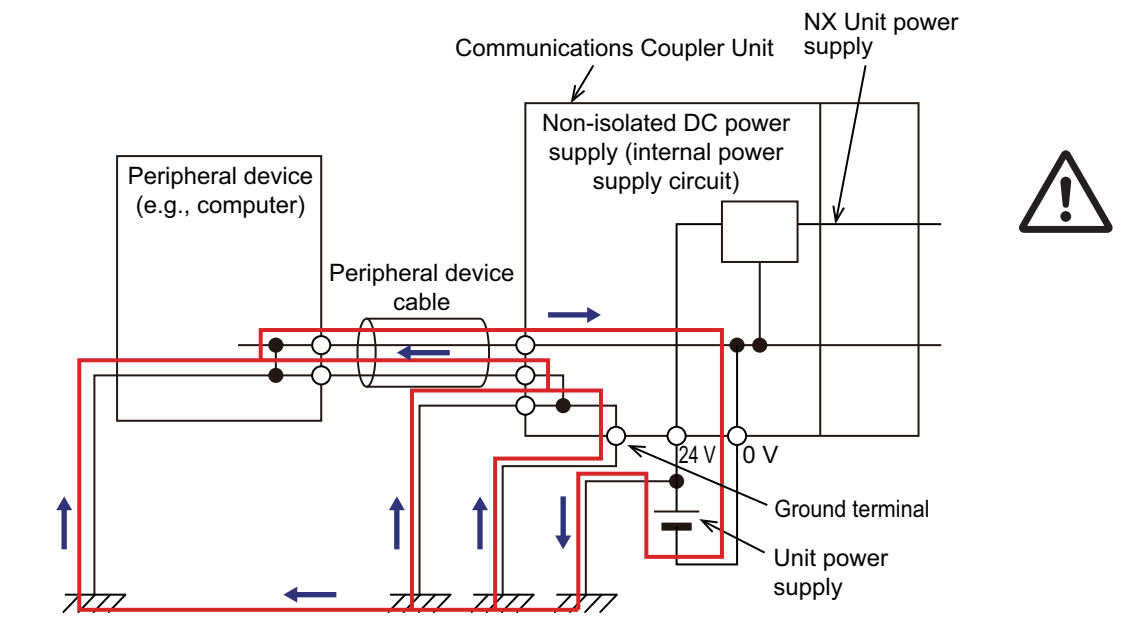 NX Unit power
supply
Communications Coupler Unit
Non-isolated DC power
supply (internal power
supply circuit)
Peripheral device
(e.g., computer)
Peripheral device
cable
24 V
0 V
Ground terminal
Unit power
supply